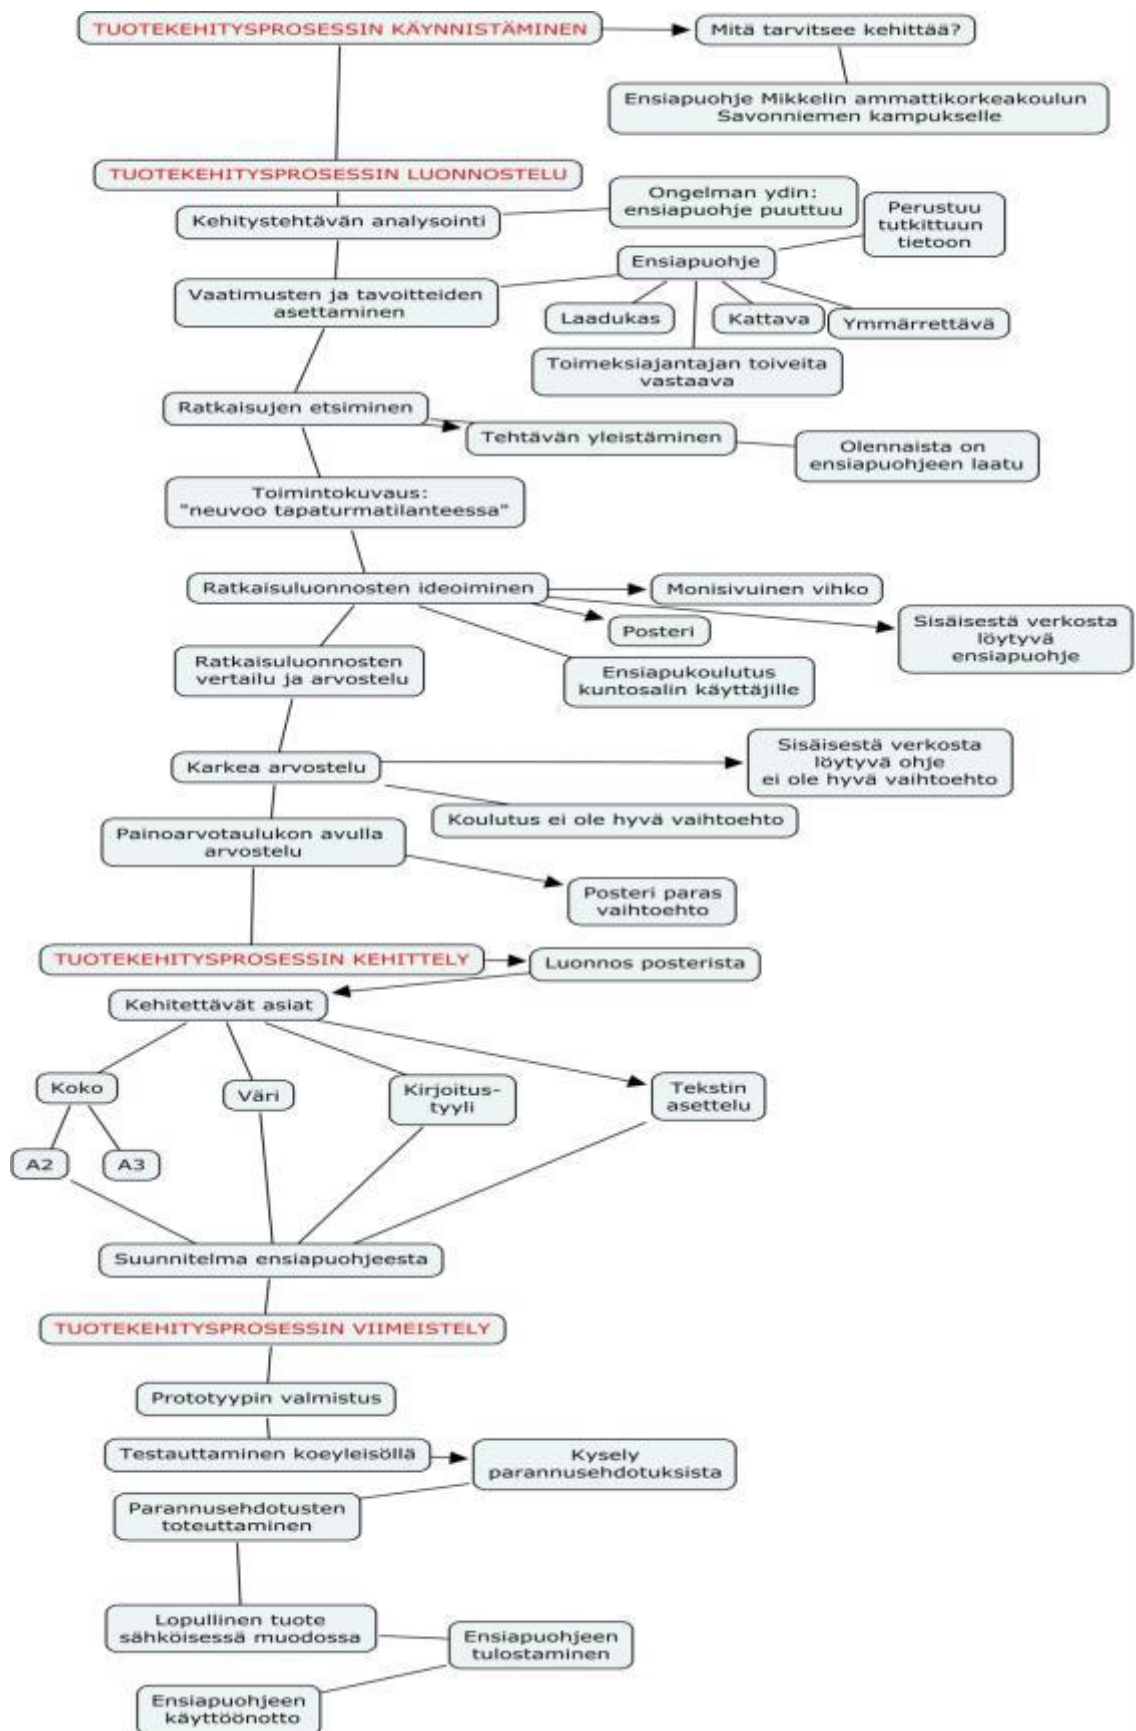 TUOTEKEHITYSPROSESSIN KÄYNNISTÄMINEN
Mitä tarvitsee kehittää?
Ensiapuohje Mikkelin ammattikorkeakoulun
Savonniemen kampukselle
TUOTEKEHITYSPROSESSIN LUONNOSTELU
Kehitystehtävän analysointi
Ongelman ydin:
ensiapuohje puuttuu
Perustuu
tutkittuun
tietoon
Ensiapuohje
Vaatimusten ja tavoitteiden
asettaminen
Laadukas
Kattava
Ymmärrettävä
Toimeksiajantajan toiveita
vastaava
Ratkaisujen etsiminen
Tehtävän yleistäminen
Olennaista on
ensiapuohjeen laatu
Toimintokuvaus:
"neuvoo tapaturmatilanteessa"
Ratkaisuluonnosten ideoiminen
Monisivuinen vihko
Posteri
Sisäisestä verkosta
löytyvä
ensiapuohje
Ratkaisuluonnosten
vertailu ja arvostelu
Ensiapukoulutus
kuntosalin käyttäjille
Karkea arvostelu
Sisäisestä verkosta
löytyvä ohje
ei ole hyvä vaihtoehto
Koulutus ei ole hyvä vaihtoehto
Painoarvotaulukon avulla
arvostelu
Posteri paras
vaihtoehto
TUOTEKEHITYSPROSESSIN KEHITTELY
Luonnos posterista
Kehitettävät asiat
Koko
Väri
Kirjoitus-
tyyli
Tekstin
asettelu
A2
A3
Suunnitelma ensiapuohjeesta
TUOTEKEHITYSPROSESSIN VIIMEISTELY
Prototyypin valmistus
Testauttaminen koeyleisöllä
Kysely
parannusehdotuksista
Parannusehdotusten
toteuttaminen
Lopullinen tuote
sähköisessä muodossa
Ensiapuohjeen
tulostaminen
Ensiapuohjeen
käyttöönotto